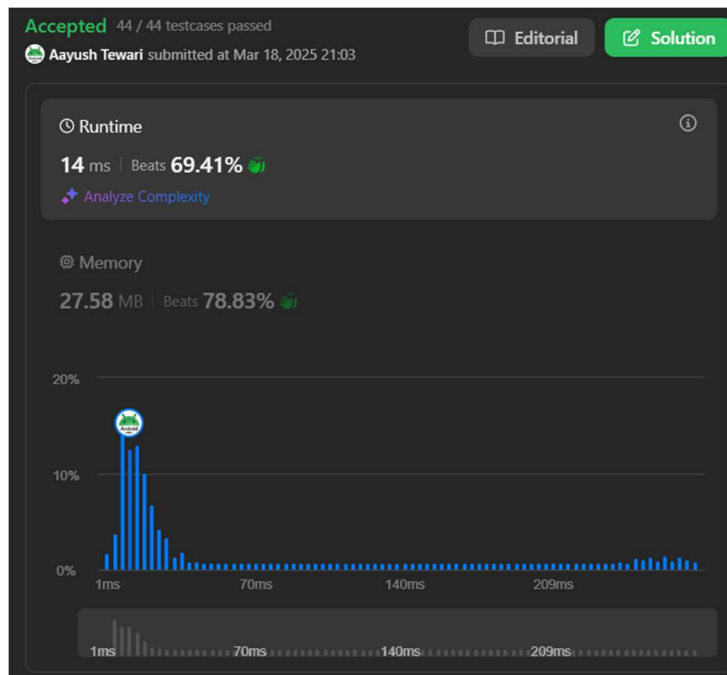 Accepted 44 / 44 testcases passed
Editorial
Solution
Aayush Tewari submitted at Mar 18, 2025 21:03
Runtime
14 ms | Beats 69.41%
Analyze Complexity
Memory
27.58 MB | Beats 78.83%
20%
10%
0%
1ms 70ms 140ms 209ms
1ms 70ms 140ms 209ms